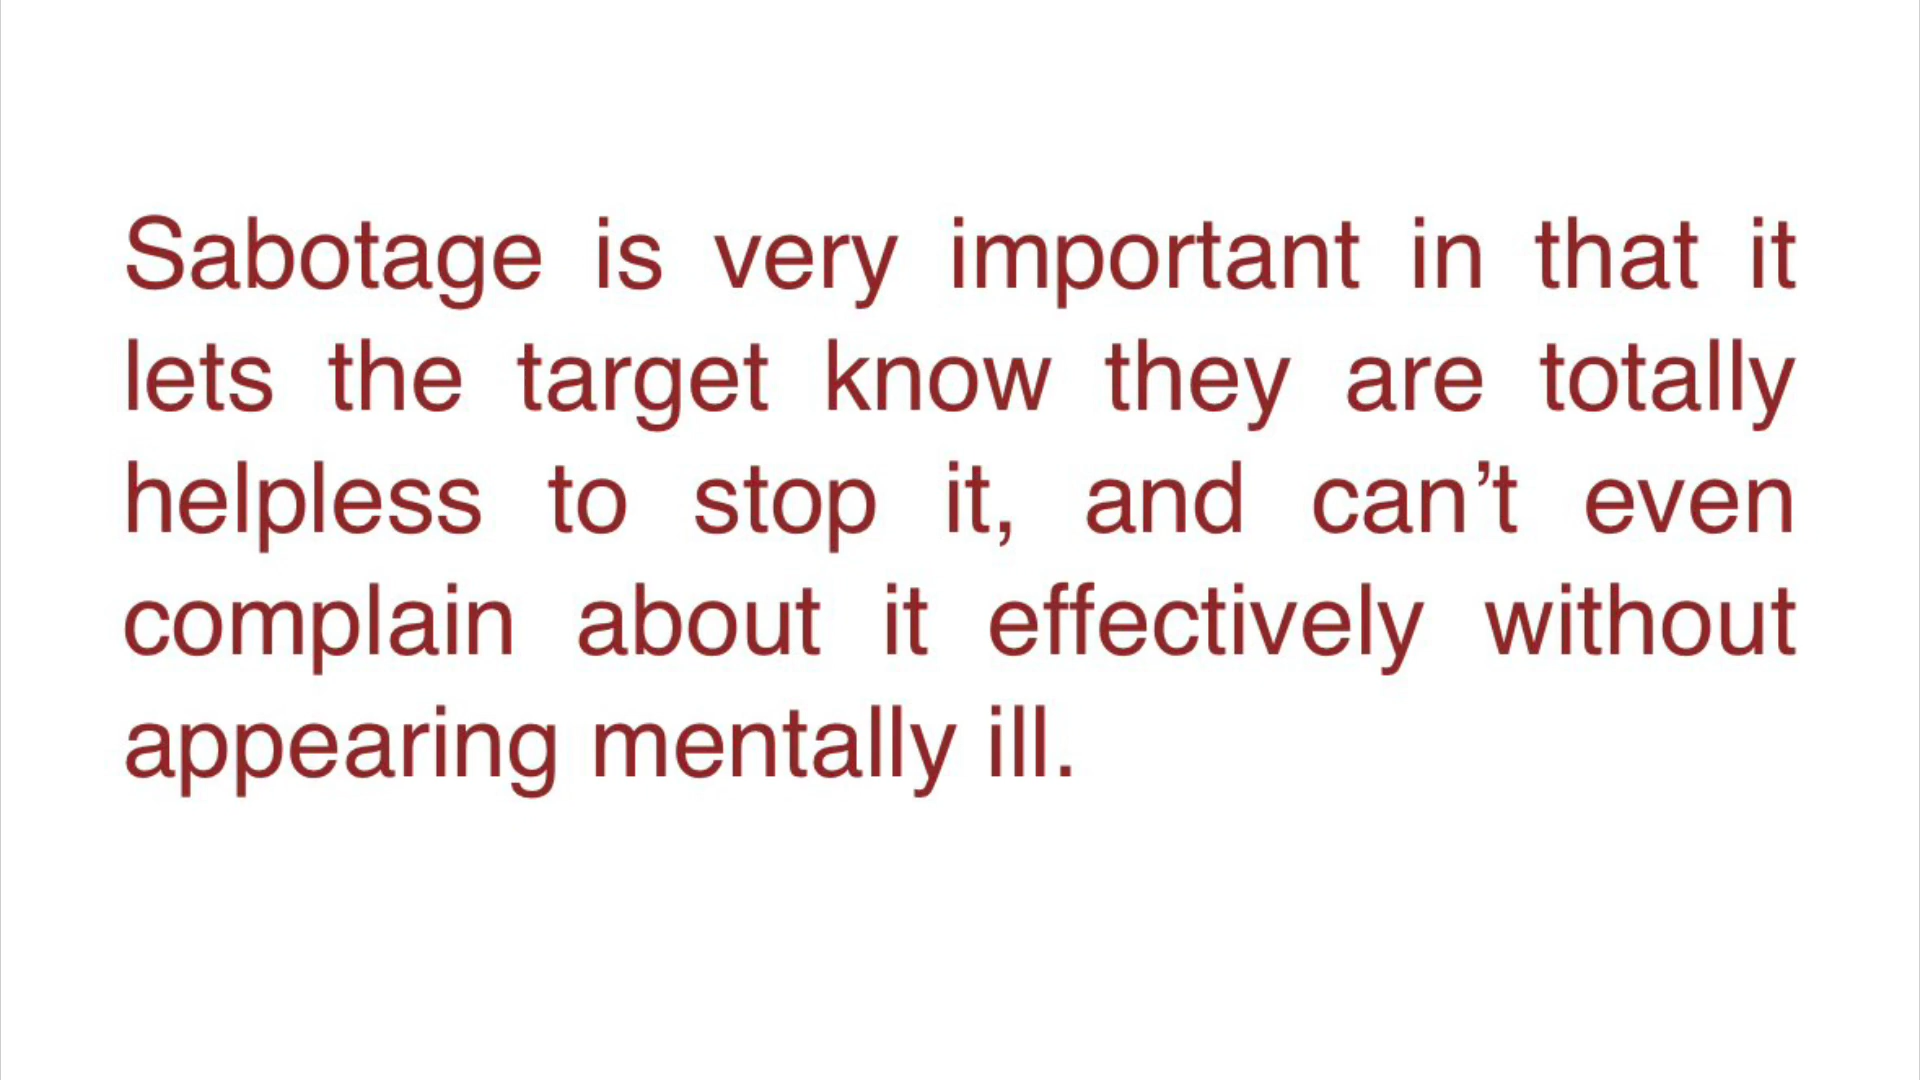 Sabotage is very important in that it
lets the target know they are totally
helpless to stop it, and can’t even
complain about it effectively without
appearing mentally ill.